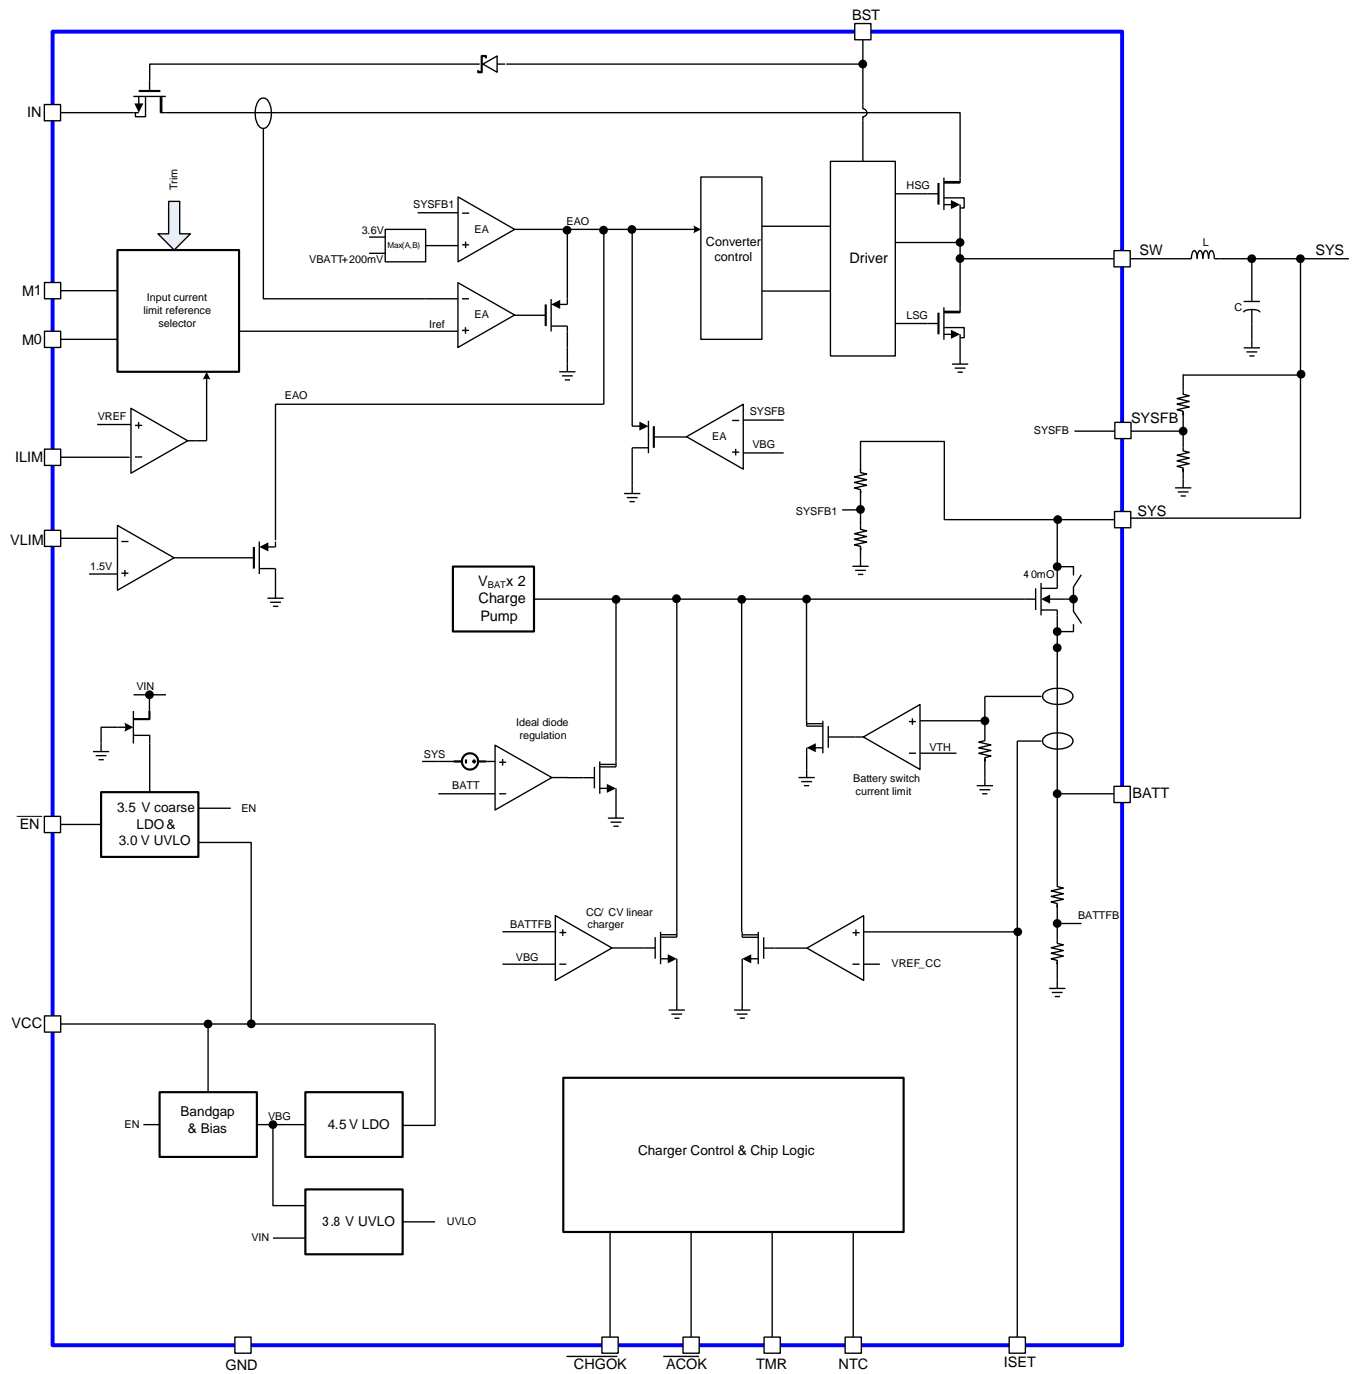 BST
IN
Trim
HSG
SYSFB1
−
EA
+
3.6V
Max(A,B)
VBATT+200mV
EAO
Converter
control
Driver
SW
L
SYS
M1
M0
Input current
limit reference
selector
−
EA
+
Iref
LSG
C
EAO
VREF
+
−
ILIM
SYSFB
EA
−
+
VBG
SYSFB
SYSFB
SYSFB1
SYS
VLIM
−
1.5V
+
40mO
VBATx 2
Charge
Pump
VIN
Ideal diode
regulation
SYS
+
BATT
−
+
−
VTH
Battery switch
current limit
BATT
EN
3.5 V coarse
LDO &
3.0 V UVLO
EN
CC/ CV linear
charger
BATTFB
+
VBG
−
+
−
VREF_CC
BATTFB
VCC
EN
Bandgap
& Bias
VBG
4.5 V LDO
Charger Control & Chip Logic
VIN
3.8 V UVLO
UVLO
GND
CHGOK
ACOK
TMR
NTC
ISET